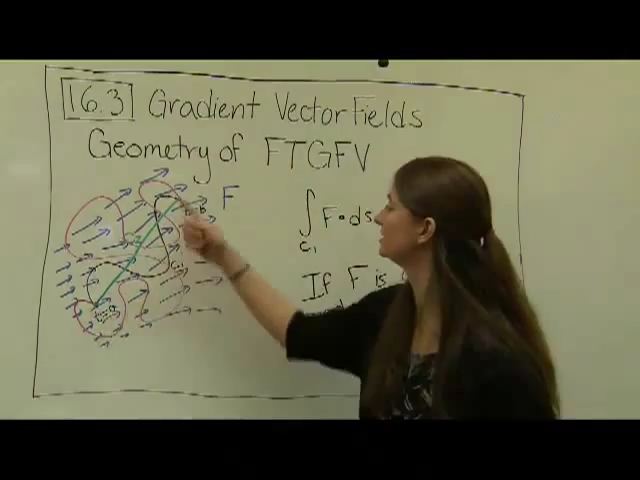 16.3 Gradient Vector Fields
Geometry of FTGFV
F
∫ F • ds
C₁
If F is